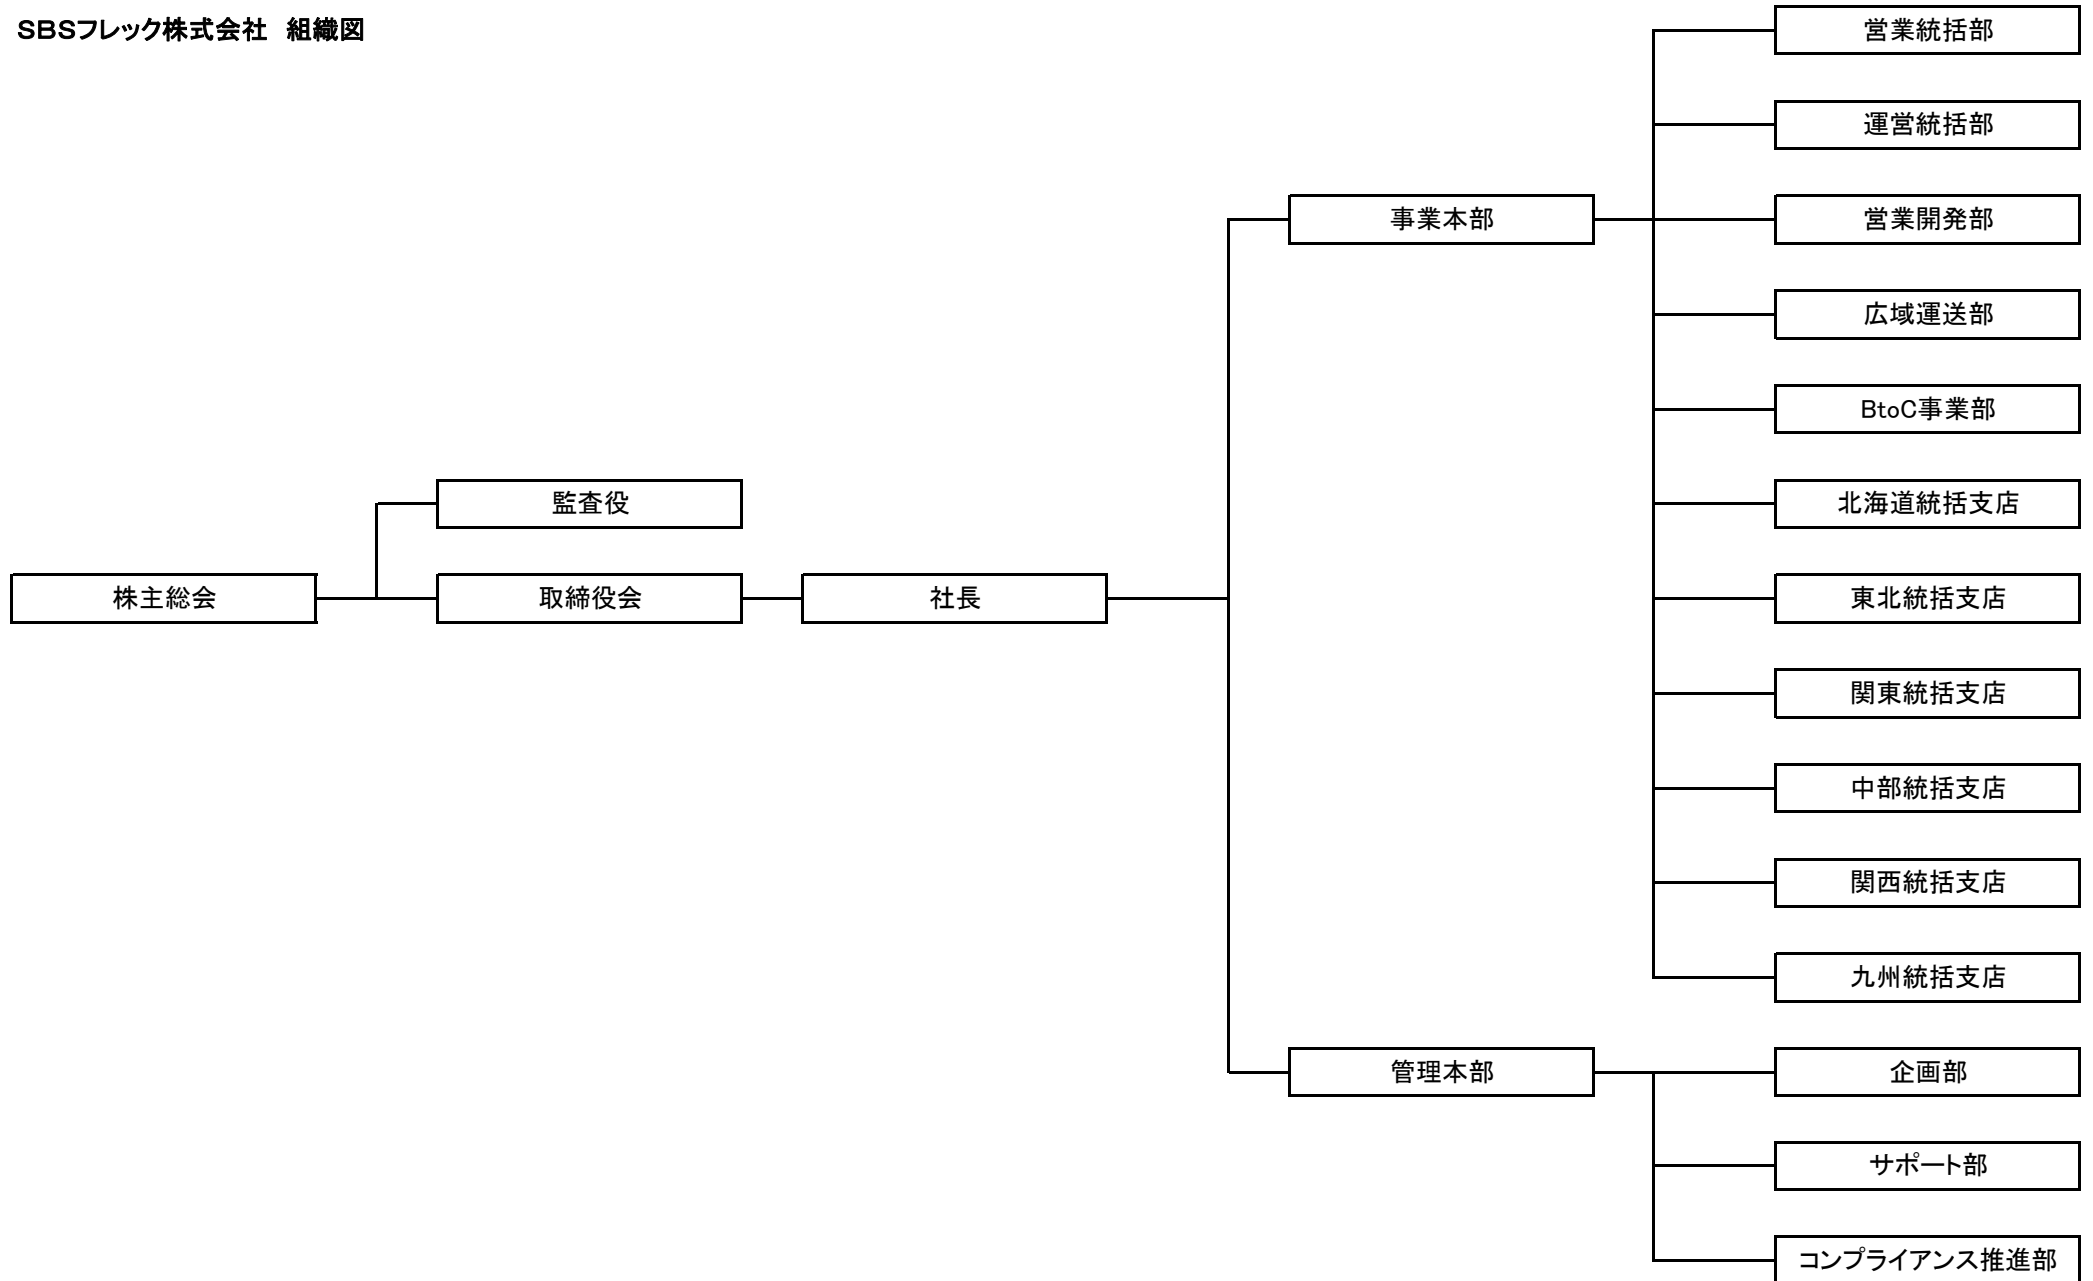 SBSフレック株式会社　組織図
営業統括部
運営統括部
事業本部
営業開発部
広域運送部
BtoC事業部
監査役
北海道統括支店
株主総会
取締役会
社長
東北統括支店
関東統括支店
中部統括支店
関西統括支店
九州統括支店
管理本部
企画部
サポート部
コンプライアンス推進部